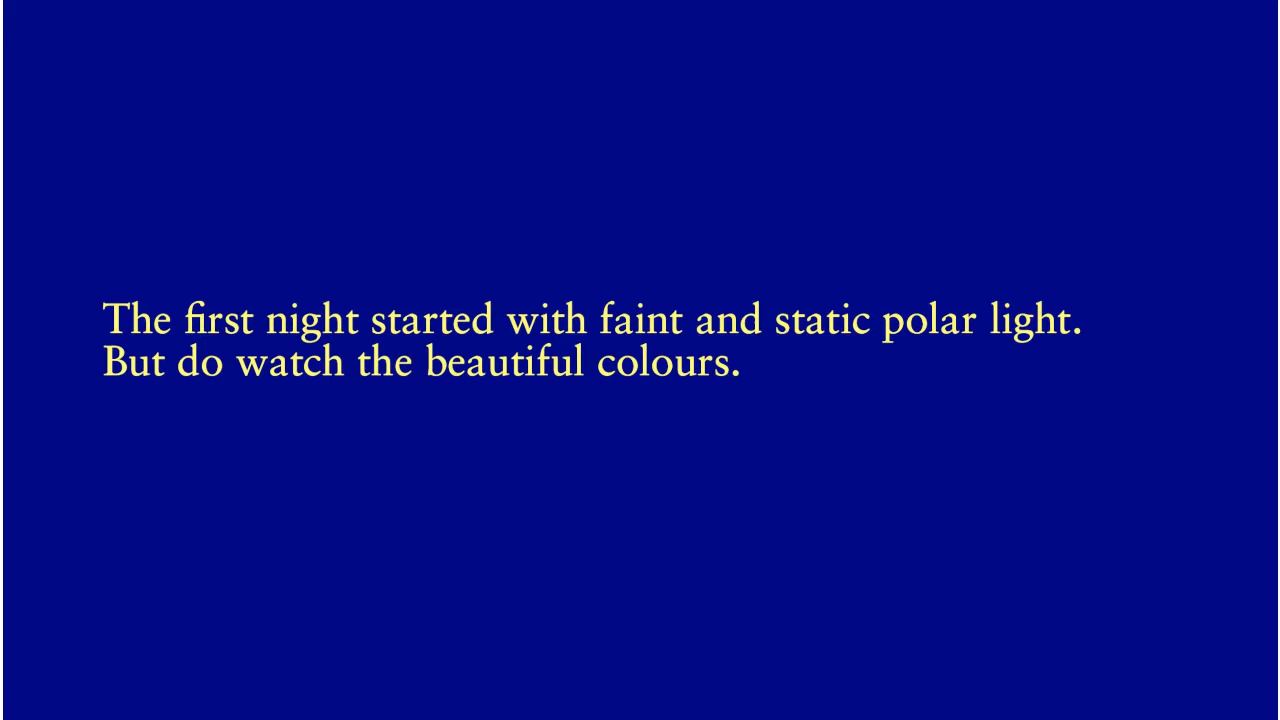 The first night started with faint and static polar light.
But do watch the beautiful colours.